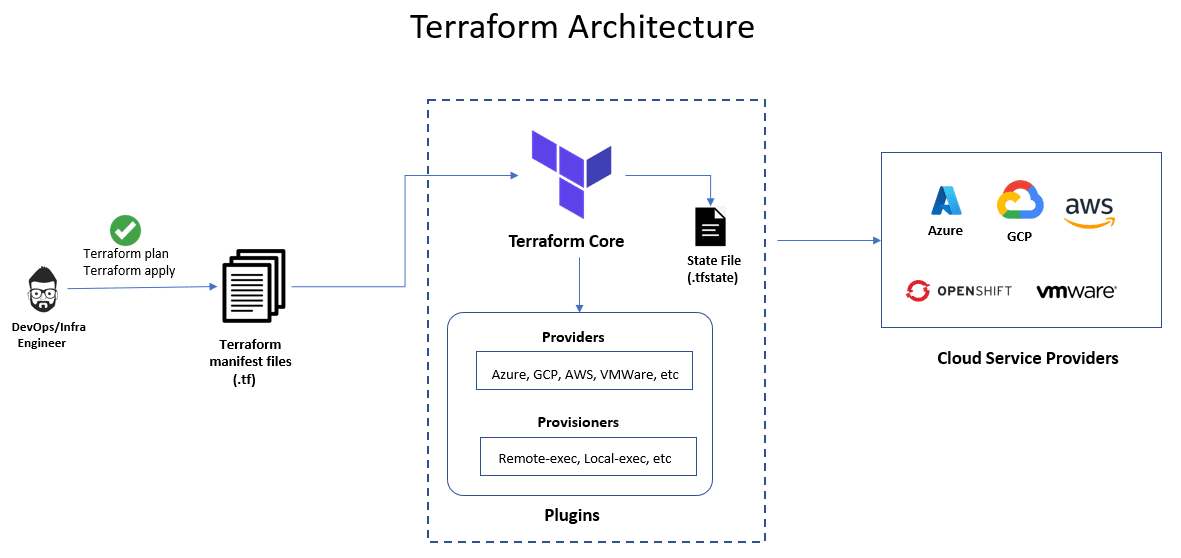 Terraform Architecture
Terraform plan
Terraform apply
DevOps/Infra
Engineer
Terraform
manifest files
(.tf)
Terraform Core
State File
(.tfstate)
Providers
Azure, GCP, AWS, VMWare, etc
Provisioners
Remote-exec, Local-exec, etc
Plugins
Azure
GCP
aws
OPENSHIFT
vmware®
Cloud Service Providers